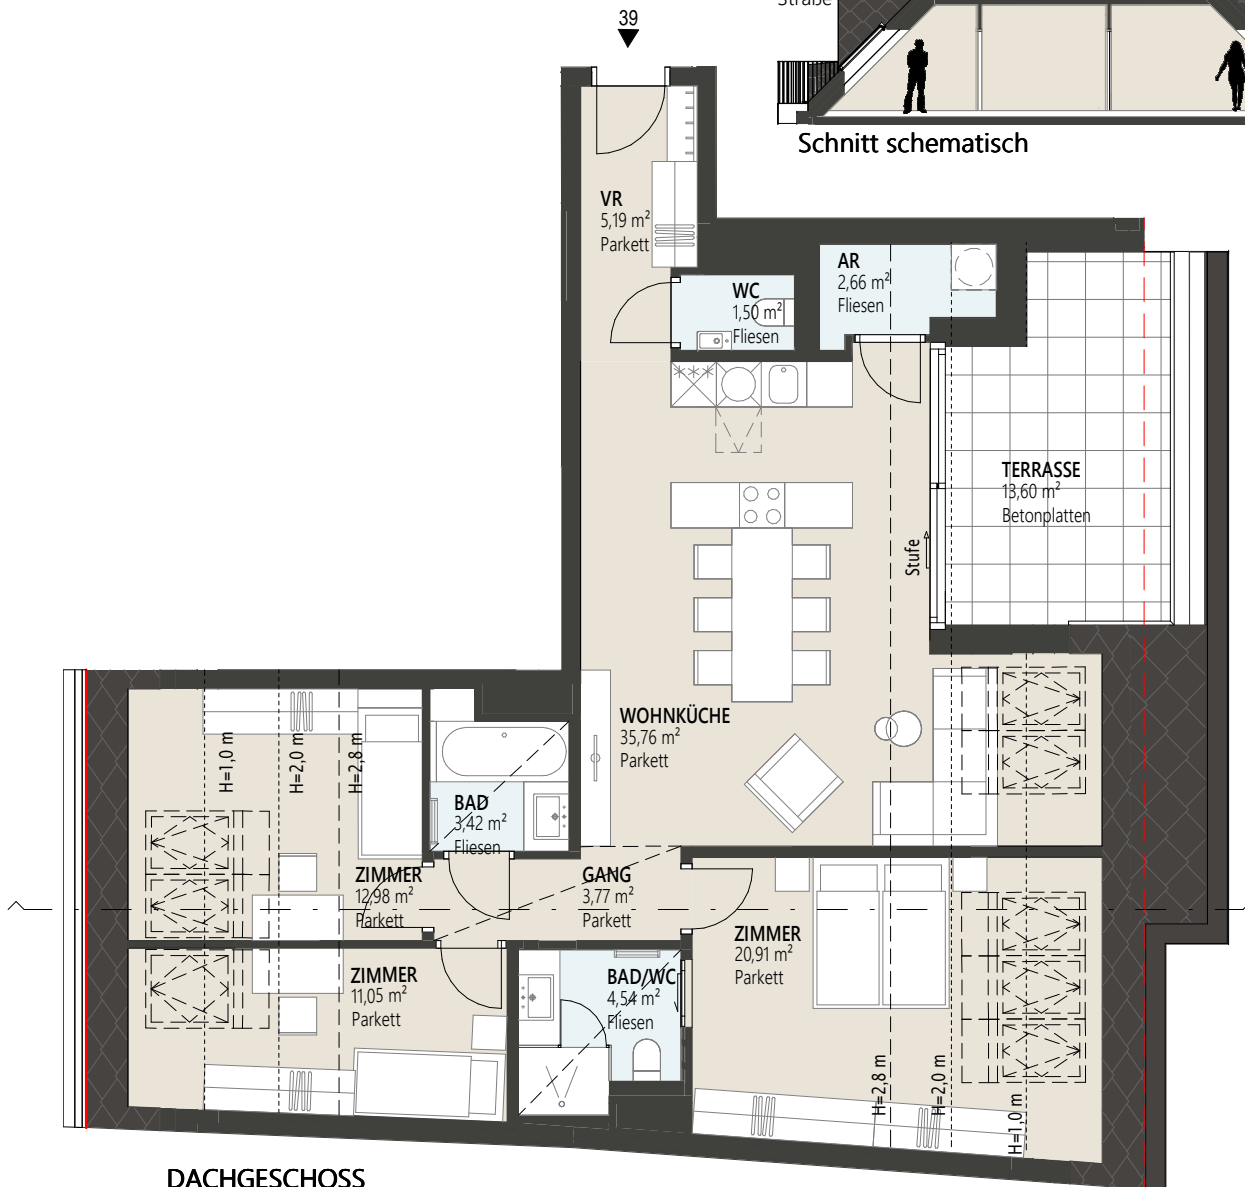 Straße
39
Schnitt schematisch
VR
5,19 m²
Parkett
WC
1,50 m²
Fliesen
AR
2,66 m²
Fliesen
TERRASSE
13,60 m²
Betonplatten
Stufe
WOHNKÜCHE
35,76 m²
Parkett
H=1,0 m
H=2,0 m
H=2,8 m
BAD
3,42 m²
Fliesen
ZIMMER
12,98 m²
Parkett
GANG
3,77 m²
Parkett
ZIMMER
20,91 m²
Parkett
ZIMMER
11,05 m²
Parkett
BAD/WC
4,54 m²
Fliesen
H=2,8 m
H=2,0 m
H=1,0 m
DACHGESCHOSS